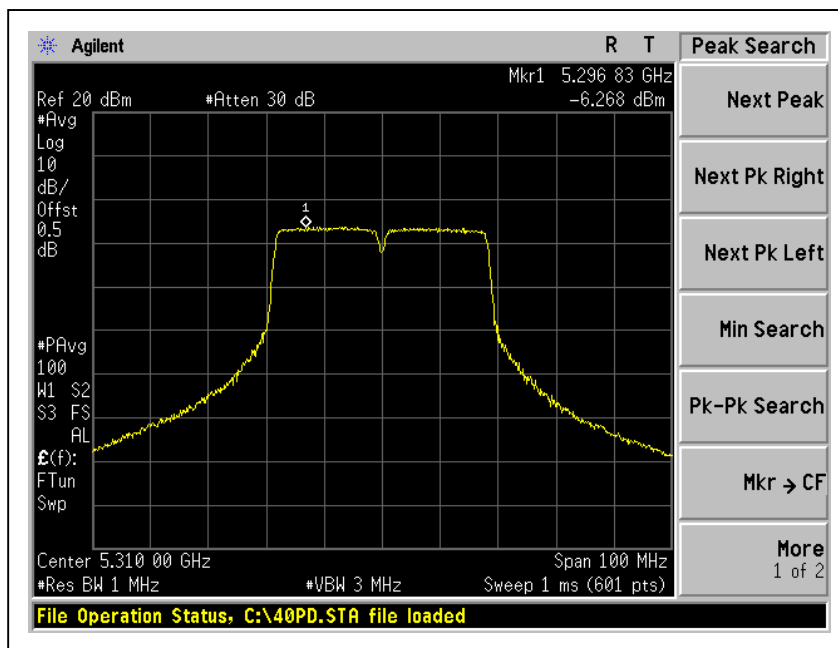 Agilent
R T
Peak Search
Mkr1 5.296 83 GHz
Ref 20 dBm #Atten 30 dB -6.268 dBm
#Avg
Log
10
dB/
Offst
0.5
dB
1
#PAvg
100
W1 S2
S3 FS
AL
£(f):
FTun
Swp
Center 5.310 00 GHz Span 100 MHz
#Res BW 1 MHz #VBW 3 MHz Sweep 1 ms (601 pts)
File Operation Status, C:\40PD.STA file loaded
Next Peak
Next Pk Right
Next Pk Left
Min Search
Pk-Pk Search
Mkr → CF
More
1 of 2